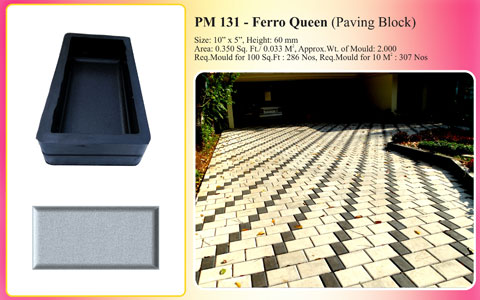 PM 131 - Ferro Queen (Paving Block)
Size: 10" x 5", Height: 60 mm
Area: 0.350 Sq. Ft./ 0.033 M², Approx.Wt. of Mould: 2.000
Req.Mould for 100 Sq.Ft : 286 Nos, Req.Mould for 10 M² : 307 Nos